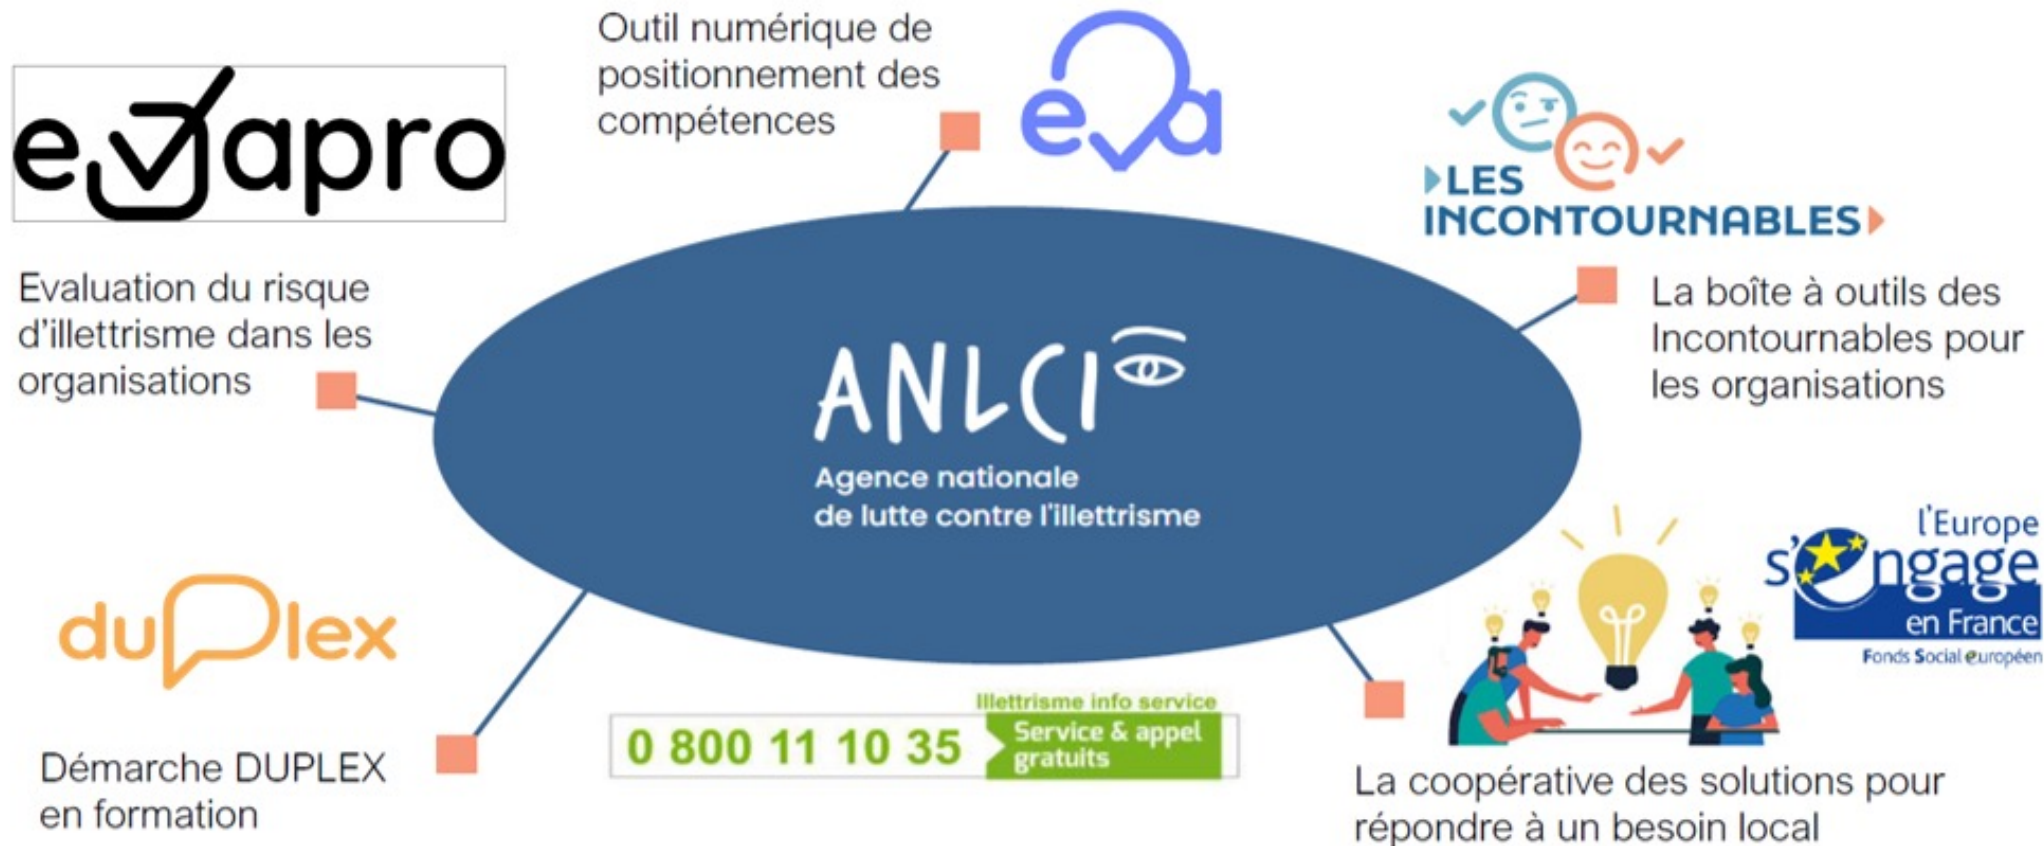 evapro
Evaluation du risque
d'illettrisme dans les
organisations
Outil numérique de
positionnement des
compétences
eva
LES
INCONTOURNABLES
La boîte à outils des
Incontournables pour
les organisations
ANLCI
Agence nationale
de lutte contre l'illettrisme
duplex
Démarche DUPLEX
en formation
Illettrisme info service
0 800 11 10 35
Service & appel
gratuits
l'Europe
s'engage
en France
Fonds Social européen
La coopérative des solutions pour
répondre à un besoin local